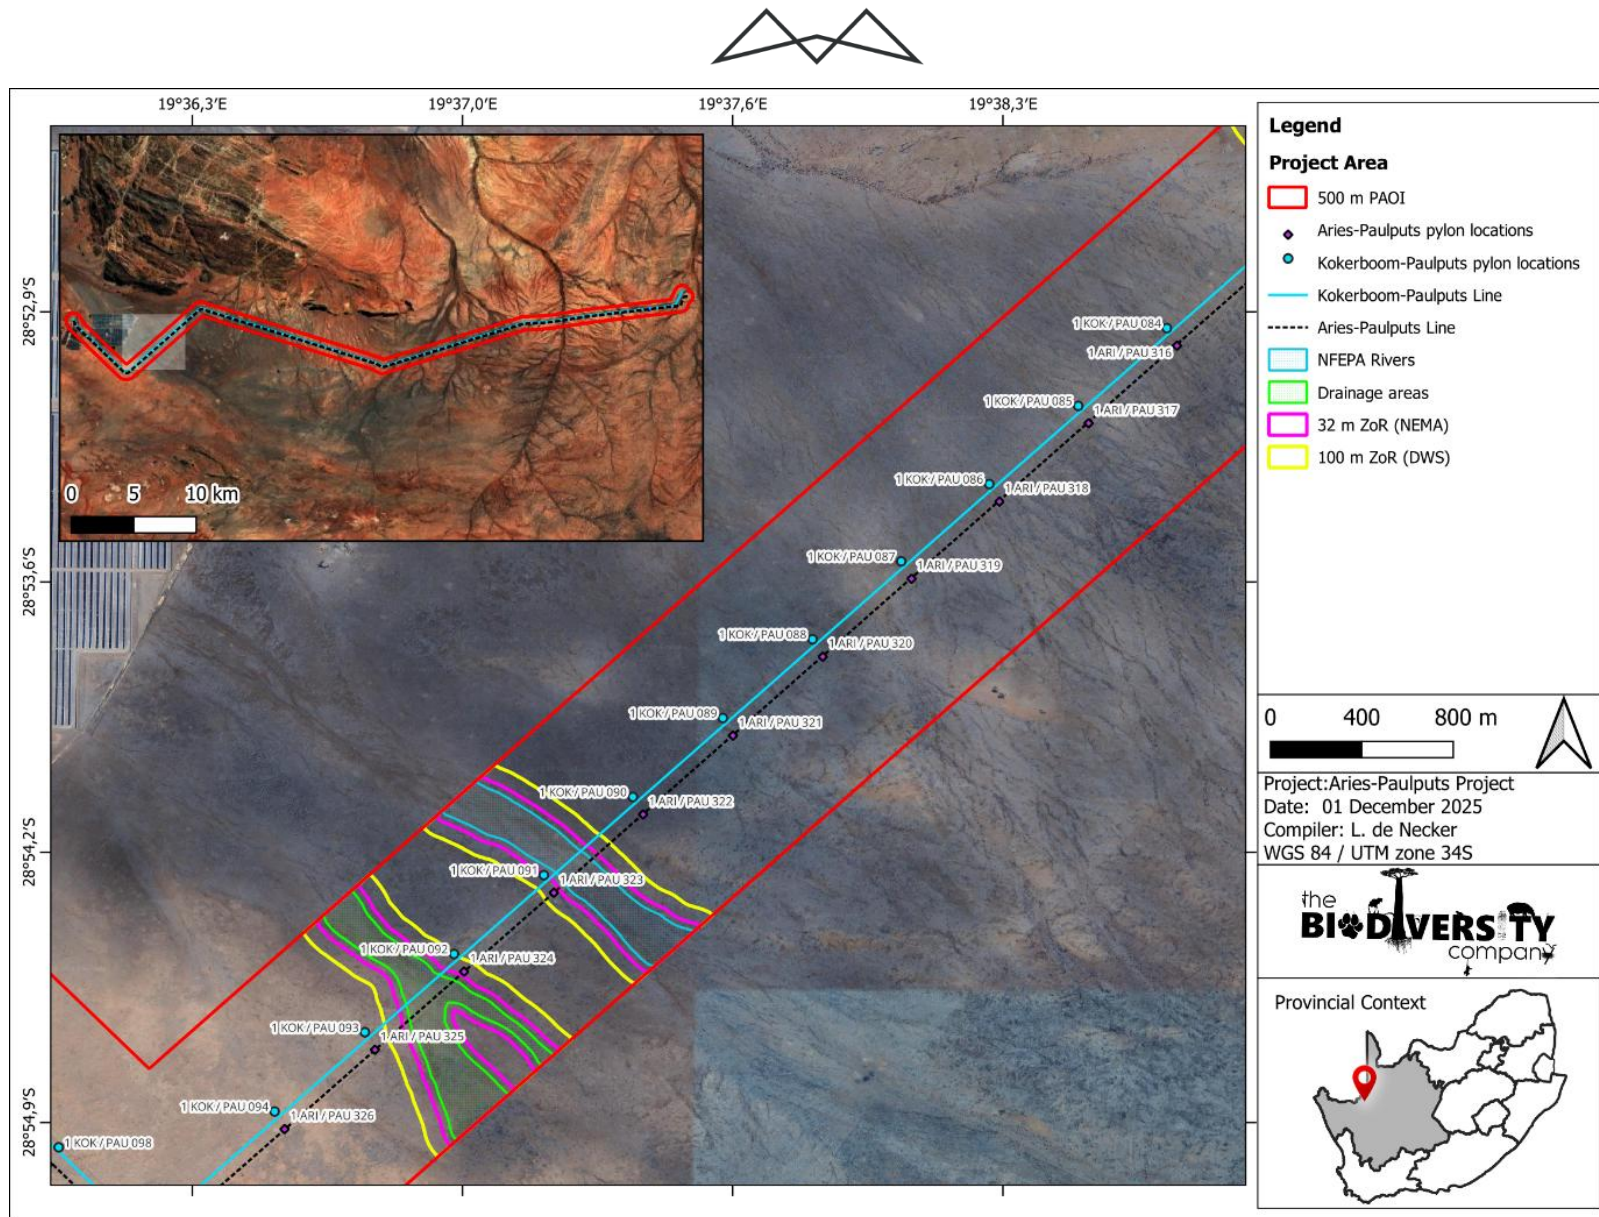 19°36,3'E
19°37,0'E
19°37,6'E
19°38,3'E
28°52,9'S
28°53,6'S
28°54,2'S
28°54,9'S
0 5 10 km
1 KOK / PAU 084
1 ARI / PAU 316
1 KOK / PAU 085
1 ARI / PAU 317
1 KOK / PAU 086
1 ARI / PAU 318
1 KOK / PAU 087
1 ARI / PAU 319
1 KOK / PAU 088
1 ARI / PAU 320
1 KOK / PAU 089
1 ARI / PAU 321
1 KOK / PAU 090
1 ARI / PAU 322
1 KOK / PAU 091
1 ARI / PAU 323
1 KOK / PAU 092
1 ARI / PAU 324
1 KOK / PAU 093
1 ARI / PAU 325
1 KOK / PAU 094
1 ARI / PAU 326
1 KOK / PAU 098
Legend
Project Area
500 m PAOI
Aries-Paulputs pylon locations
Kokerboom-Paulputs pylon locations
Kokerboom-Paulputs Line
Aries-Paulputs Line
NFEPA Rivers
Drainage areas
32 m ZoR (NEMA)
100 m ZoR (DWS)
0 400 800 m
Project:Aries-Paulputs Project
Date: 01 December 2025
Compiler: L. de Necker
WGS 84 / UTM zone 34S
the
BIODIVERSITY
company
Provincial Context